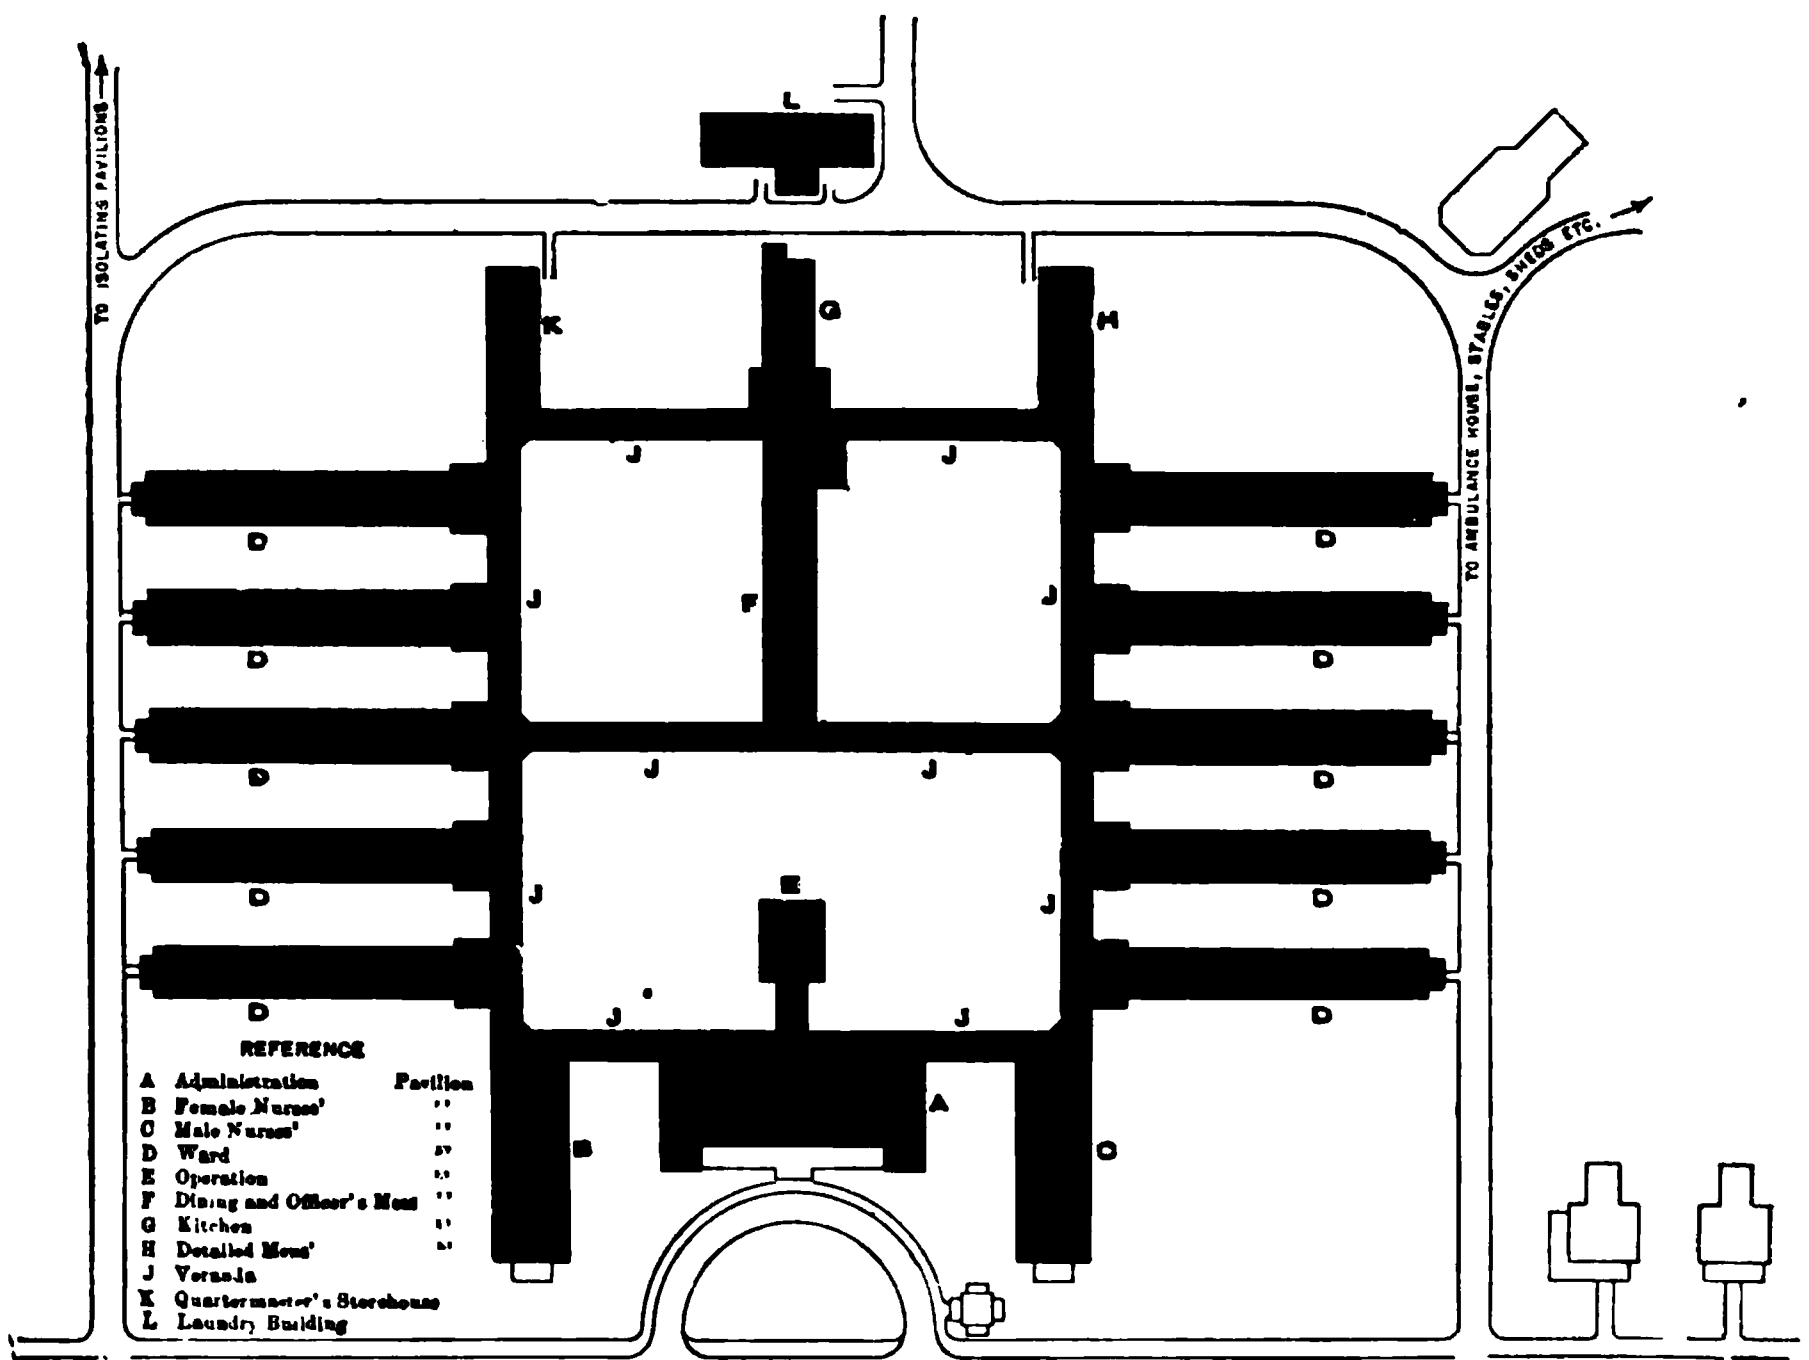 L
TO ISOLATING PAVILIONS
TO AMBULANCE HOUSE, STABLES, SHEDS ETC.
K
G
H
J J
D D
J F J
D D
J J
D D
E
J J
D D
J J
D D
REFERENCE
A Administration Pavilion
B Female Nurses' "
C Male Nurses' "
D Ward "
E Operation "
F Dining and Officer's Mess "
G Kitchen "
H Detailed Mens' "
J Veranda
K Quartermaster's Storehouse
L Laundry Building
A
B
C